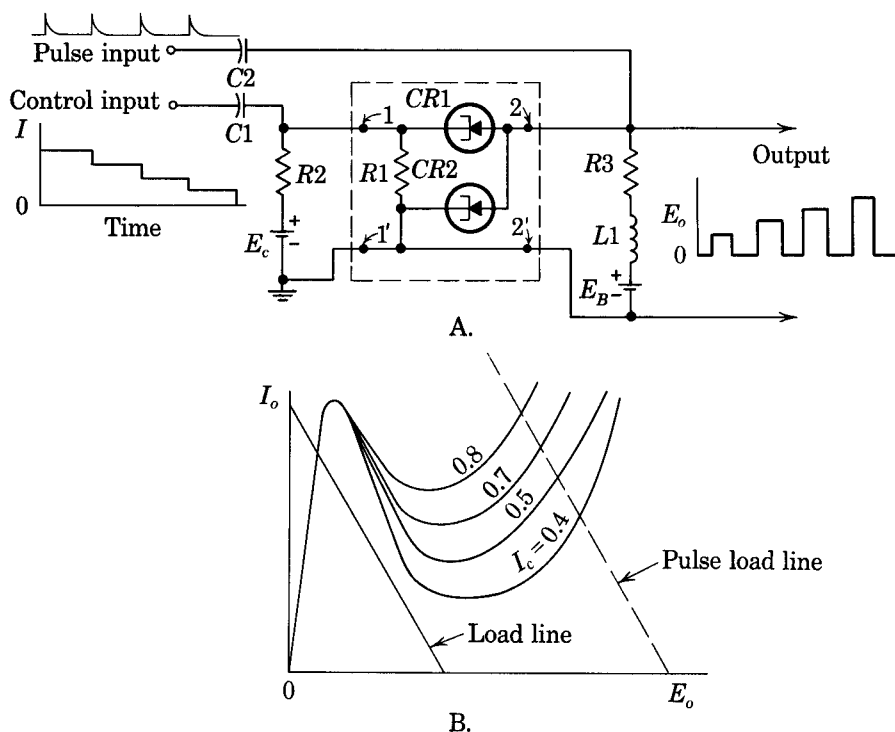 Pulse input
C2
Control input
C1
CR1
1
2
I
R2
R1
CR2
R3
Output
0
Time
E_c
+
-
1'
2'
L1
E_o
0
E_B
+
-
A.
I_o
0.8
0.7
0.5
I_c = 0.4
Pulse load line
Load line
0
E_o
B.